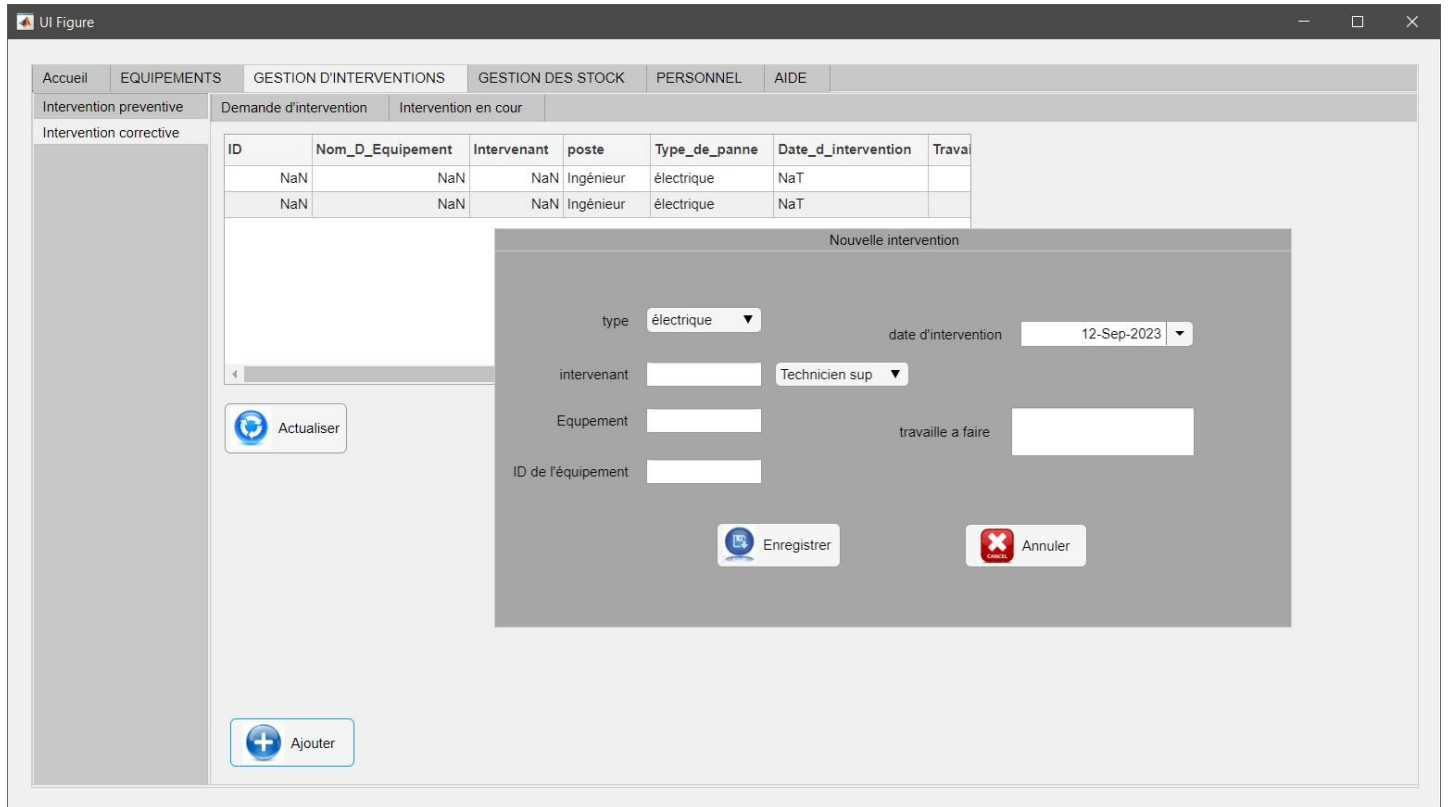 UI Figure
Accueil EQUIPEMENTS GESTION D'INTERVENTIONS GESTION DES STOCK PERSONNEL AIDE
Intervention preventive
Intervention corrective
Demande d'intervention Intervention en cour
ID Nom_D_Equipement Intervenant poste Type_de_panne Date_d_intervention Travai
NaN NaN NaN Ingénieur électrique NaT
NaN NaN NaN Ingénieur électrique NaT
Nouvelle intervention
type électrique
date d'intervention 12-Sep-2023
intervenant Technicien sup
Equpement
travaille a faire
ID de l'équipement
Enregistrer
CANCEL Annuler
Actualiser
Ajouter